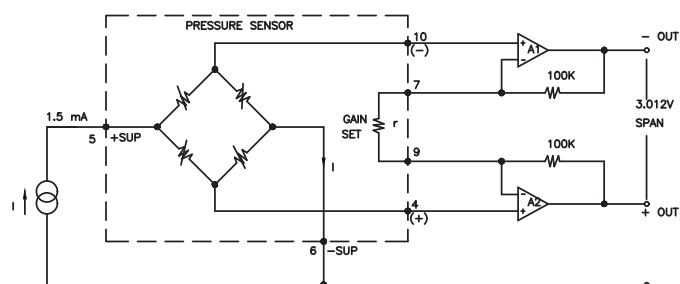 PRESSURE SENSOR
10
(-)
A1
- OUT
7
100K
1.5 mA
5
+SUP
GAIN
SET
r
3.012V
SPAN
9
100K
I
I
4
(+)
A2
+ OUT
6
-SUP